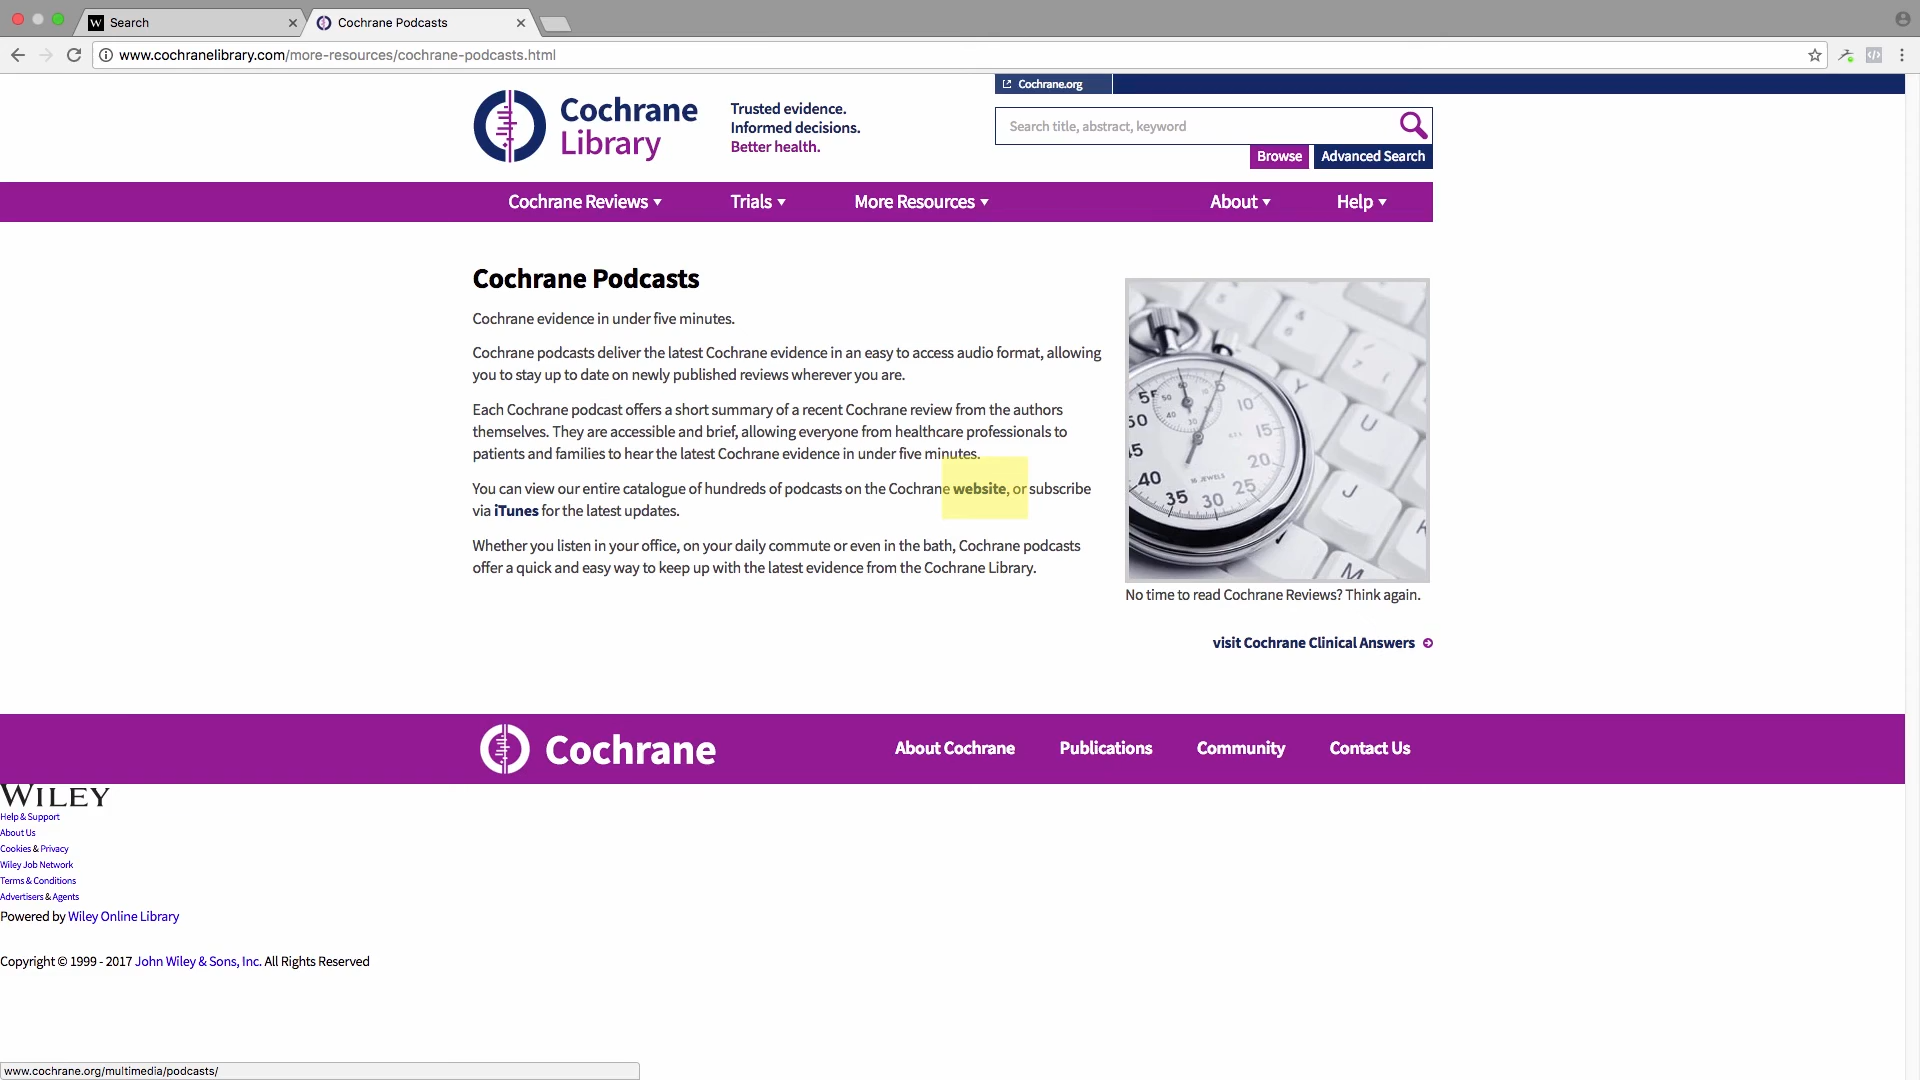 Search
Cochrane Podcasts
www.cochranelibrary.com/more-resources/cochrane-podcasts.html
Cochrane.org
Cochrane
Library
Trusted evidence.
Informed decisions.
Better health.
Search title, abstract, keyword
Browse
Advanced Search
Cochrane Reviews
Trials
More Resources
About
Help
Cochrane Podcasts
Cochrane evidence in under five minutes.
Cochrane podcasts deliver the latest Cochrane evidence in an easy to access audio format, allowing
you to stay up to date on newly published reviews wherever you are.
Each Cochrane podcast offers a short summary of a recent Cochrane review from the authors
themselves. They are accessible and brief, allowing everyone from healthcare professionals to
patients and families to hear the latest Cochrane evidence in under five minutes.
You can view our entire catalogue of hundreds of podcasts on the Cochrane website, or subscribe
via iTunes for the latest updates.
Whether you listen in your office, on your daily commute or even in the bath, Cochrane podcasts
offer a quick and easy way to keep up with the latest evidence from the Cochrane Library.
No time to read Cochrane Reviews? Think again.
visit Cochrane Clinical Answers
Cochrane
About Cochrane
Publications
Community
Contact Us
WILEY
Help & Support
About Us
Cookies & Privacy
Wiley Job Network
Terms & Conditions
Advertisers & Agents
Powered by Wiley Online Library
Copyright © 1999 - 2017 John Wiley & Sons, Inc. All Rights Reserved
www.cochrane.org/multimedia/podcasts/